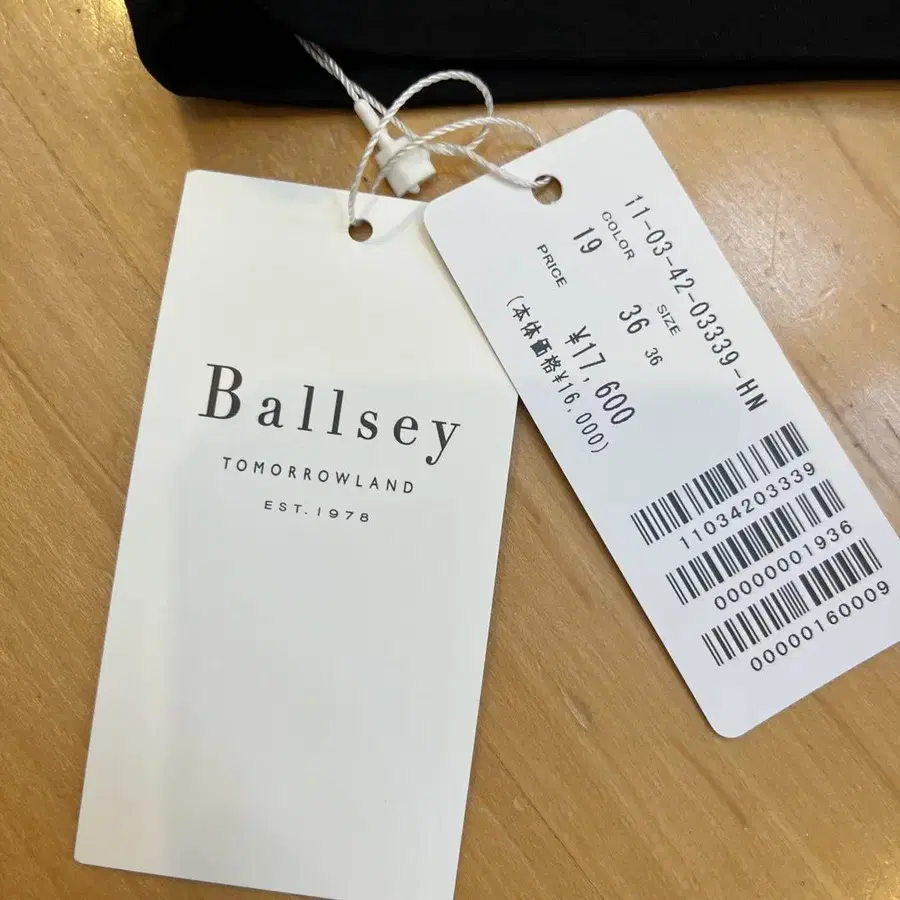 Ballsey
TOMORROWLAND
EST. 1978
11-03-42-03339-HN
COLOR SIZE
19 36 36
PRICE
¥17,600
(本体価格¥16,000)
11034203339
00000001936
00000160009